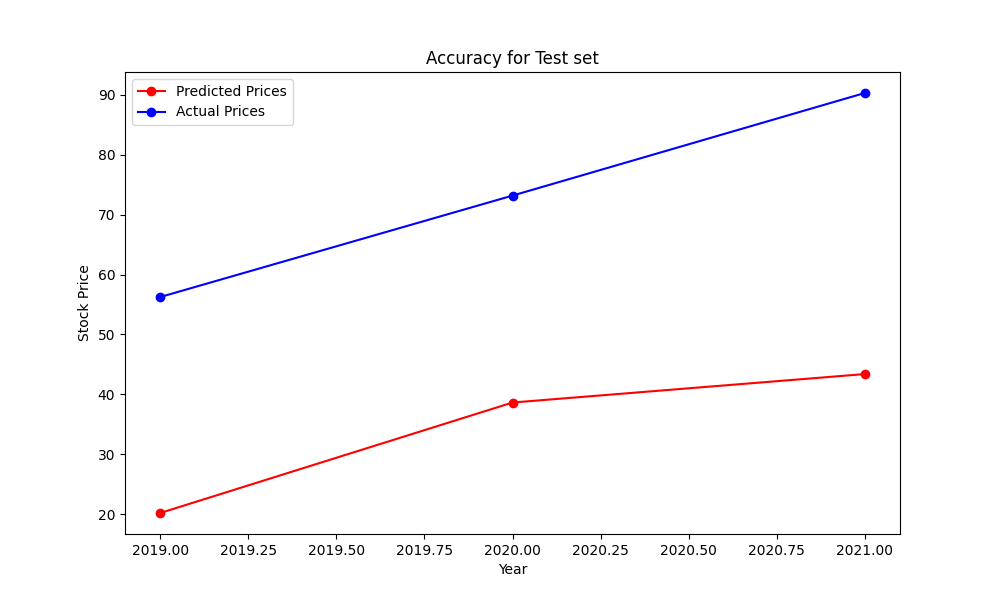 Accuracy for Test set
Predicted Prices
Actual Prices
90
80
70
60
50
40
30
20
Stock Price
2019.00 2019.25 2019.50 2019.75 2020.00 2020.25 2020.50 2020.75 2021.00
Year